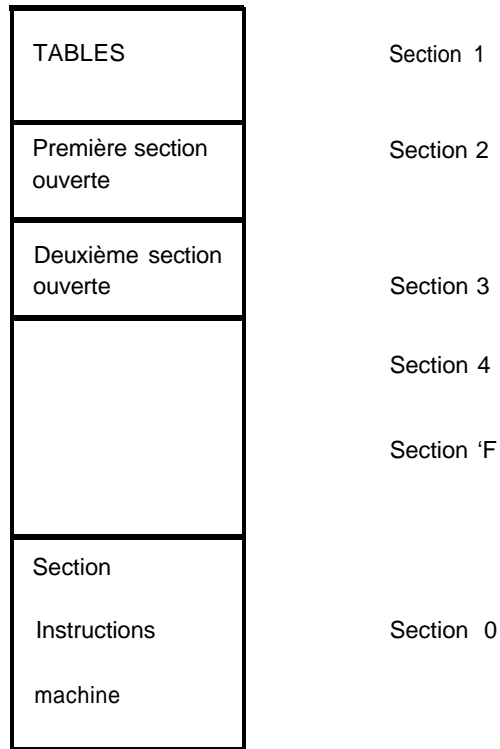 TABLES Section 1
Première section Section 2
ouverte
Deuxième section
ouverte Section 3
Section 4
Section ‘F
Section
Instructions Section 0
machine